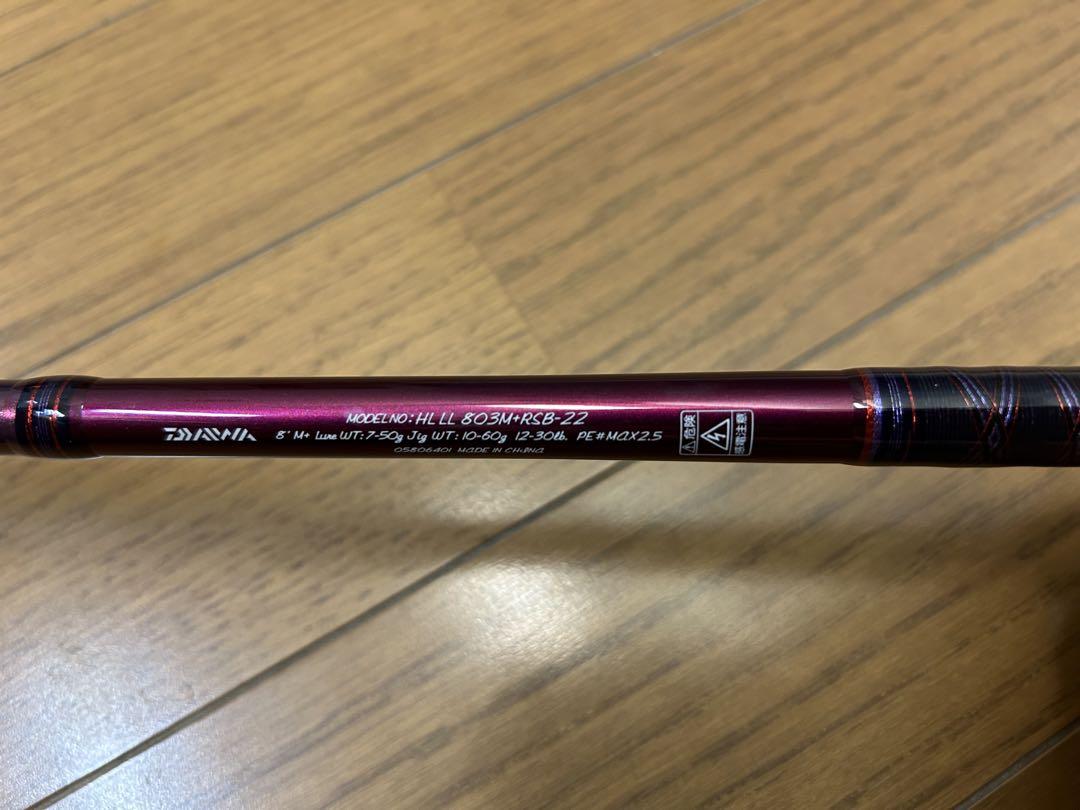 MODEL NO: HL LL 803M+RSB-22
DAIWA 8'' M+ Lure WT: 7-50g Jig WT: 10-60g 12-30lb. PE#MAX2.5
05806401 MADE IN CHINA
危険
感電注意